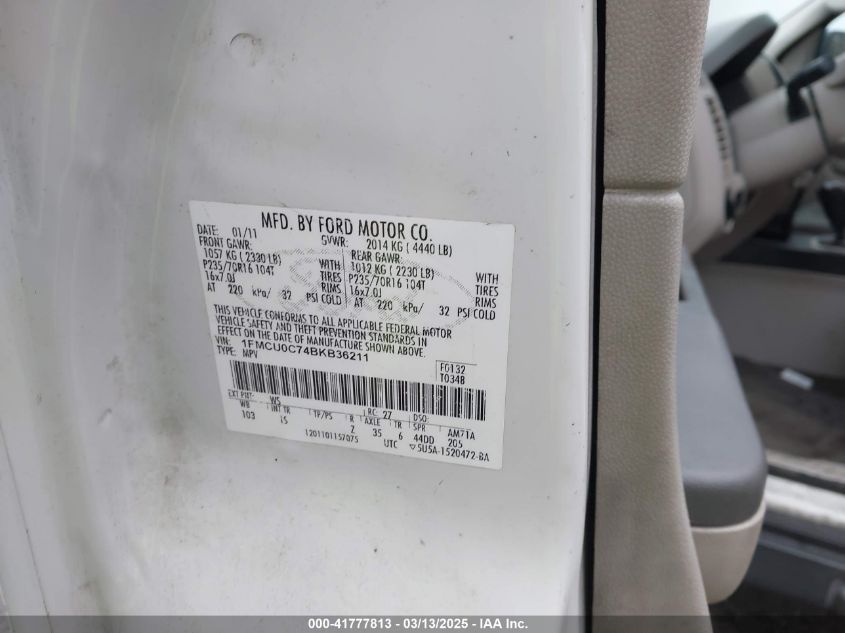 MFD. BY FORD MOTOR CO.
DATE: 01/11 GVWR: 2014 KG ( 4440 LB)
FRONT GAWR: REAR GAWR:
1057 KG ( 2330 LB) WITH 1012 KG ( 2230 LB) WITH
P235/70R16 104T TIRES P235/70R16 104T TIRES
16x7.0J RIMS 16x7.0J RIMS
AT 220 kPa/ 32 PSI COLD AT 220 kPa/ 32 PSI COLD
THIS VEHICLE CONFORMS TO ALL APPLICABLE FEDERAL MOTOR
VEHICLE SAFETY AND THEFT PREVENTION STANDARDS IN
EFFECT ON THE DATE OF MANUFACTURE SHOWN ABOVE.
VIN: 1FMCU0C74BKB36211
TYPE: MPV
F0132
T0348
EXT PNT: WS RC: 27 DSO:
WB INT TR TP/PS R AXLE TR SPR AM71A
103 LS Z 35 6 44DD 205
1201101157075 UTC ▽5U5A-1520472-BA
000-41777813 - 03/13/2025 - IAA Inc.